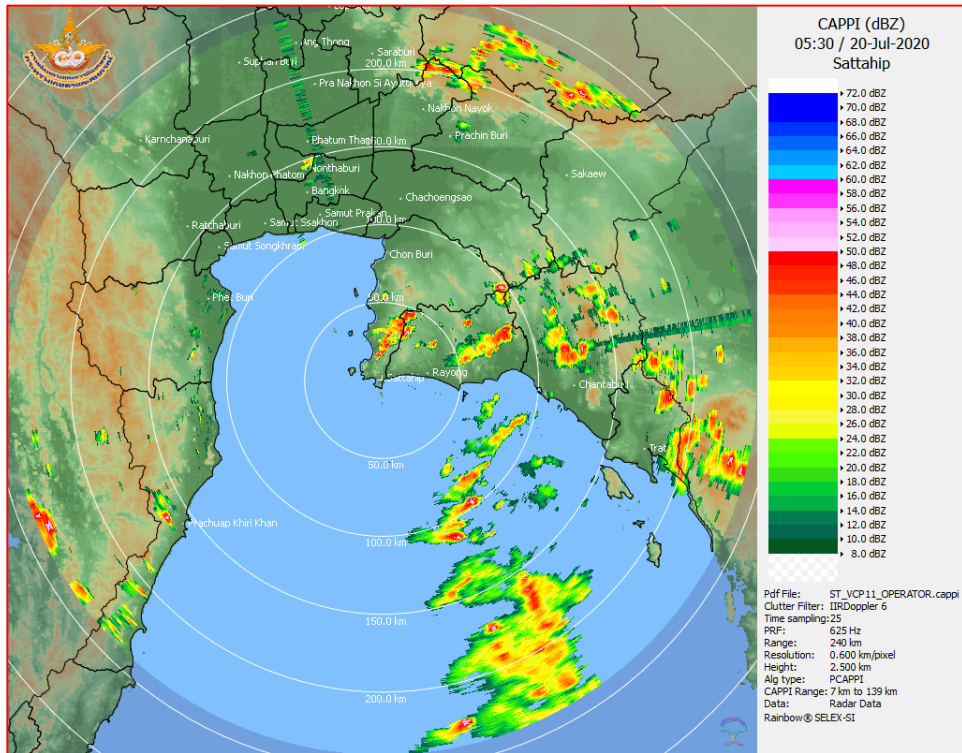 CAPPI (dBZ)
05:30 / 20-Jul-2020
Sattahip
72.0 dBZ
70.0 dBZ
68.0 dBZ
66.0 dBZ
64.0 dBZ
62.0 dBZ
60.0 dBZ
58.0 dBZ
56.0 dBZ
54.0 dBZ
52.0 dBZ
50.0 dBZ
48.0 dBZ
46.0 dBZ
44.0 dBZ
42.0 dBZ
40.0 dBZ
38.0 dBZ
36.0 dBZ
34.0 dBZ
32.0 dBZ
30.0 dBZ
28.0 dBZ
26.0 dBZ
24.0 dBZ
22.0 dBZ
20.0 dBZ
18.0 dBZ
16.0 dBZ
14.0 dBZ
12.0 dBZ
10.0 dBZ
8.0 dBZ
Pdf File: ST_VCP11_OPERATOR.cappi
Clutter Filter: IIRDoppler 6
Time sampling:25
PRF: 625 Hz
Range: 240 km
Resolution: 0.600 km/pixel
Height: 2.500 km
Alg type: PCAPPI
CAPPI Range: 7 km to 139 km
Data: Radar Data
Rainbow® SELEX-SI
Ang Thong
Saraburi
Suphan Buri
200.0 km
Pra Nakhon Si Ayutthaya
Nakhon Nayok
Karnchanaburi
Phatum
Prachin Buri
Nakhon Phatom
Sakaew
Bangkok
Chachoengsao
Samut Prakan
Ratchaburi
Samut Ssakhon
Samut Songkhram
Chon Buri
Phet Buri
Sattahip
Rayong
Chantaburi
Trat
50.0 km
Prachuap Khiri Khan
100.0 km
150.0 km
200.0 km